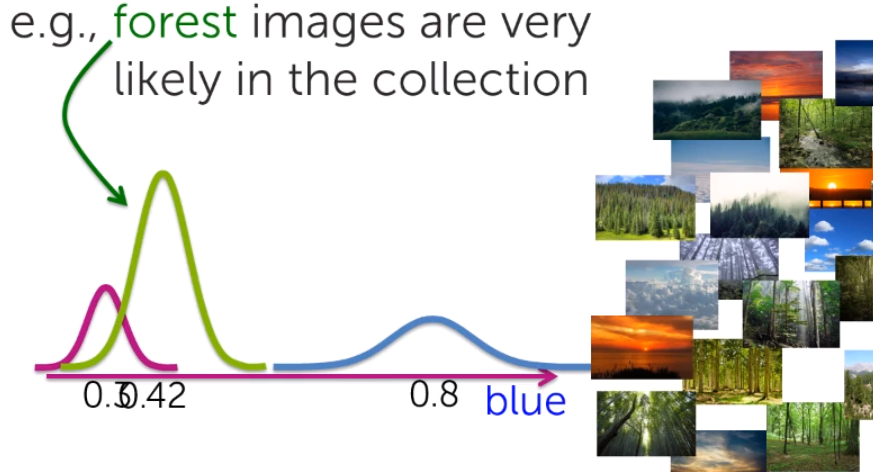 e.g., forest images are very
likely in the collection
0.3 0.42 0.8 blue